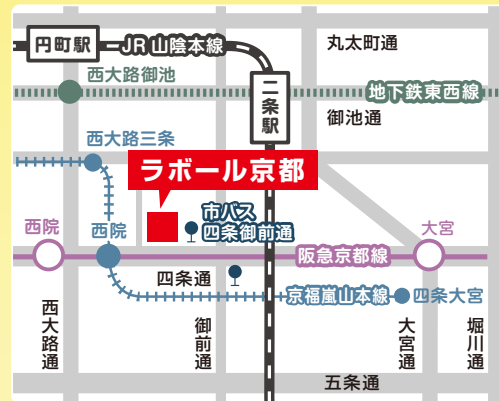 円町駅
JR山陰本線
丸太町通
西大路御池
地下鉄東西線
二条駅
御池通
西大路三条
ラボール京都
市バス
四条御前通
西院
西院
大宮
阪急京都線
四条通
京福嵐山本線
四条大宮
西大路通
御前通
大宮通
堀川通
五条通